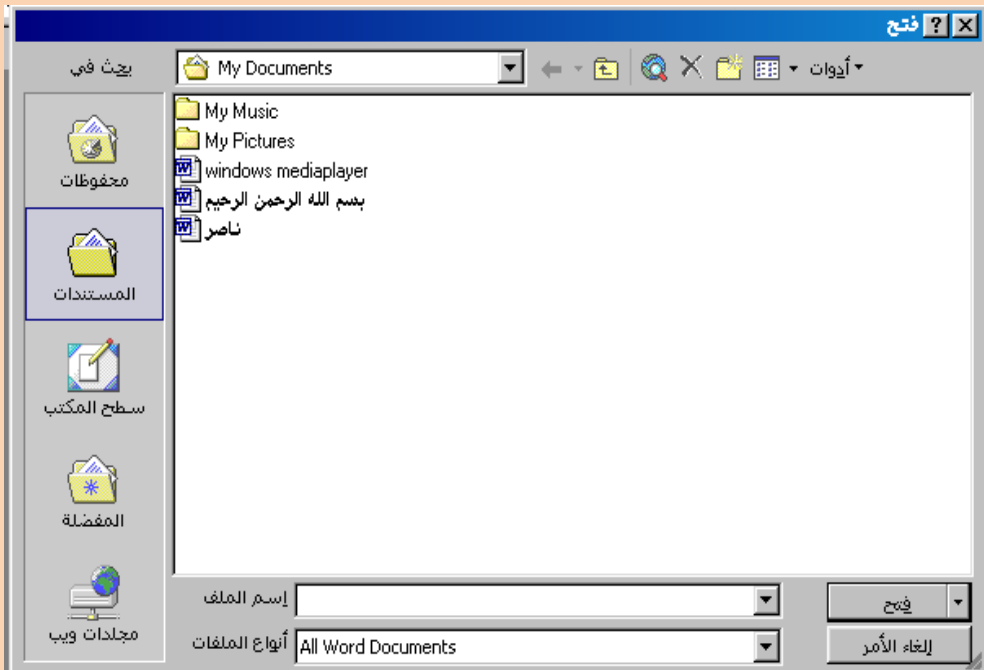 فتح
بحث في
My Documents
أدوات
My Music
My Pictures
windows mediaplayer
بسم الله الرحمن الرحيم
ناصر
محفوظات
المستندات
سطح المكتب
المفضلة
مجلدات ويب
إسم الملف
فتح
أنواع الملفات
All Word Documents
إلغاء الأمر